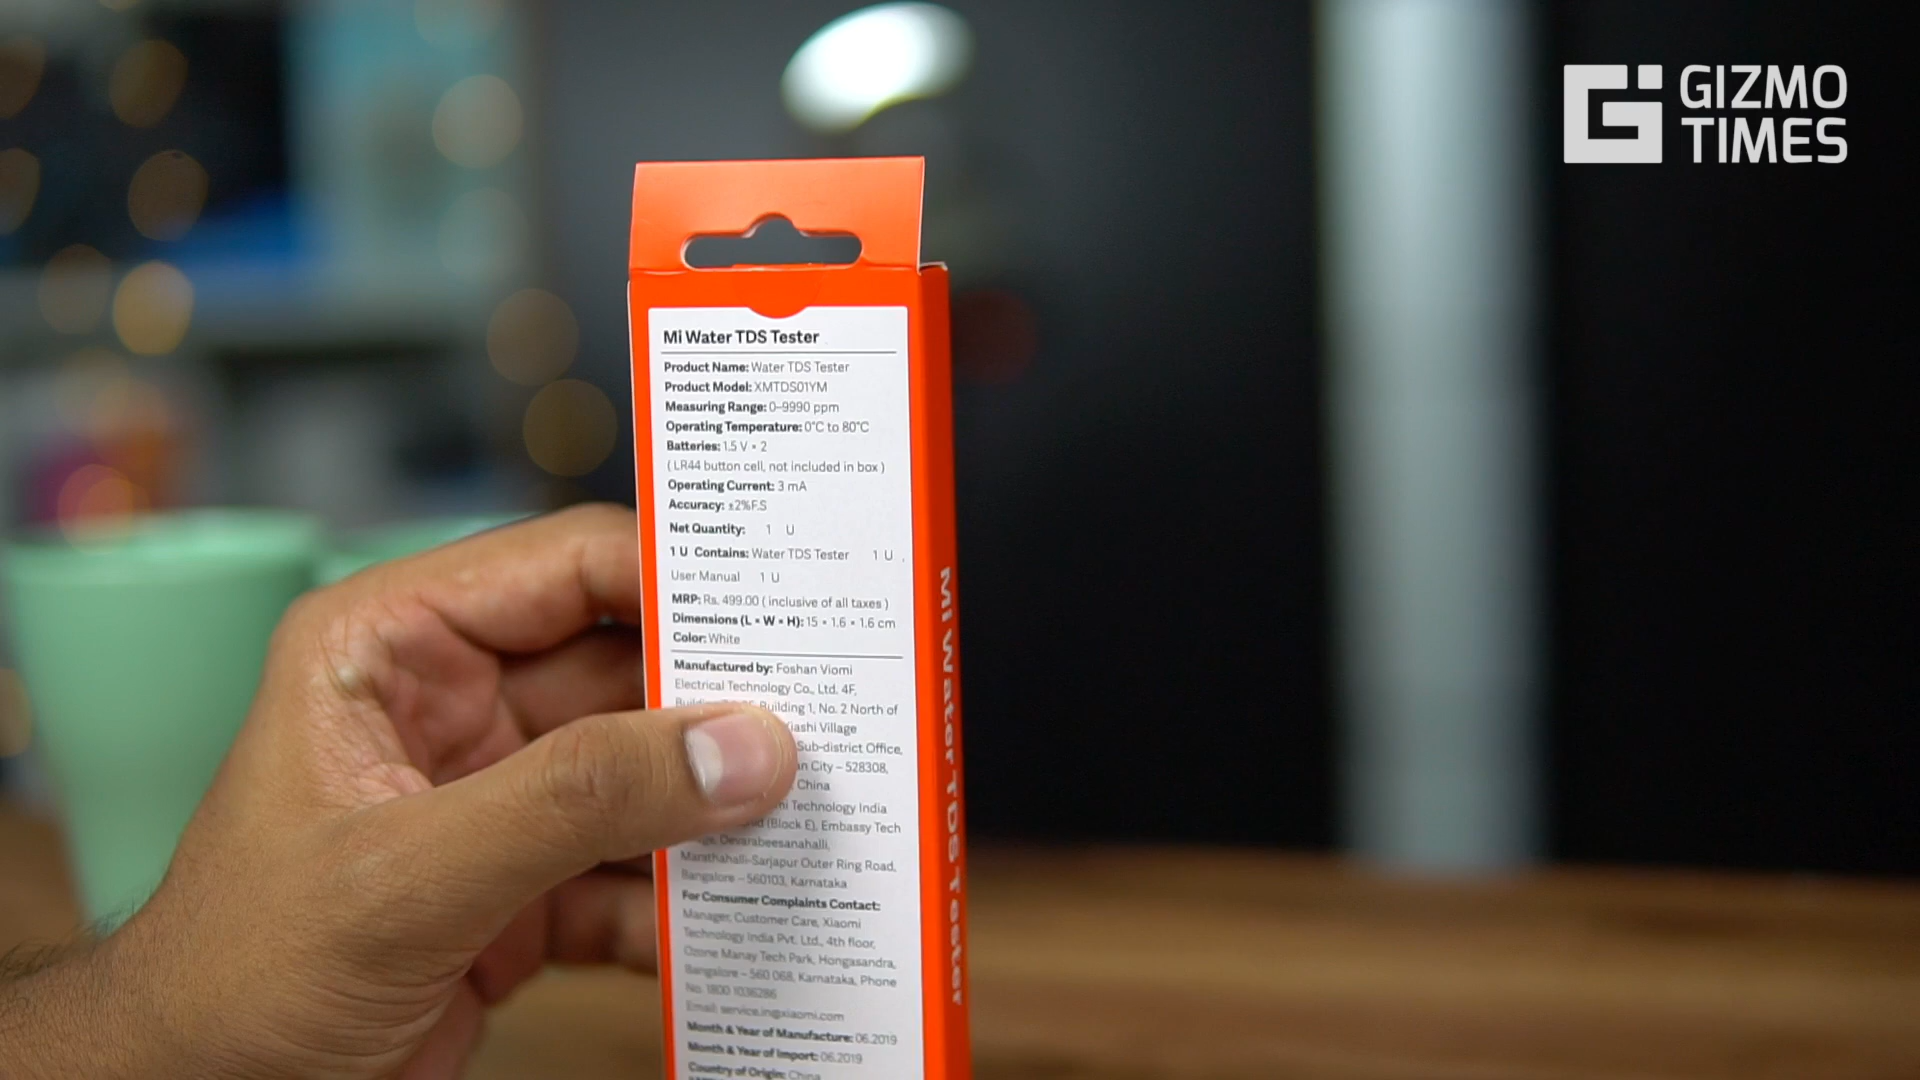 GIZMO
TIMES
Mi Water TDS Tester
Product Name: Water TDS Tester
Product Model: XMTDS01YM
Measuring Range: 0–9990 ppm
Operating Temperature: 0°C to 80°C
Batteries: 1.5 V × 2
( LR44 button cell, not included in box )
Operating Current: 3 mA
Accuracy: ±2%F.S
Net Quantity: 1 U
1 U Contains: Water TDS Tester 1 U ,
User Manual 1 U
MRP: Rs. 499.00 ( inclusive of all taxes )
Dimensions (L × W × H): 15 × 1.6 × 1.6 cm
Color: White
Manufactured by: Foshan Viomi
Electrical Technology Co., Ltd. 4F,
Building 1, No. 2 North of
Village
Sub-district Office,
City – 528308,
China
Technology India
(Block E), Embassy Tech
Devarabeesanahalli,
Marathahalli-Sarjapur Outer Ring Road,
Bangalore – 560103, Karnataka
For Consumer Complaints Contact:
Manager, Customer Care, Xiaomi
Technology India Pvt. Ltd., 4th floor,
Ozone Manay Tech Park, Hongasandra,
Bangalore – 560 068, Karnataka, Phone
No. 1800 1036286
Email: service.in@xiaomi.com
Month & Year of Manufacture: 06.2019
Month & Year of Import: 06.2019
Country of Origin: China
Mi Water TDS Tester